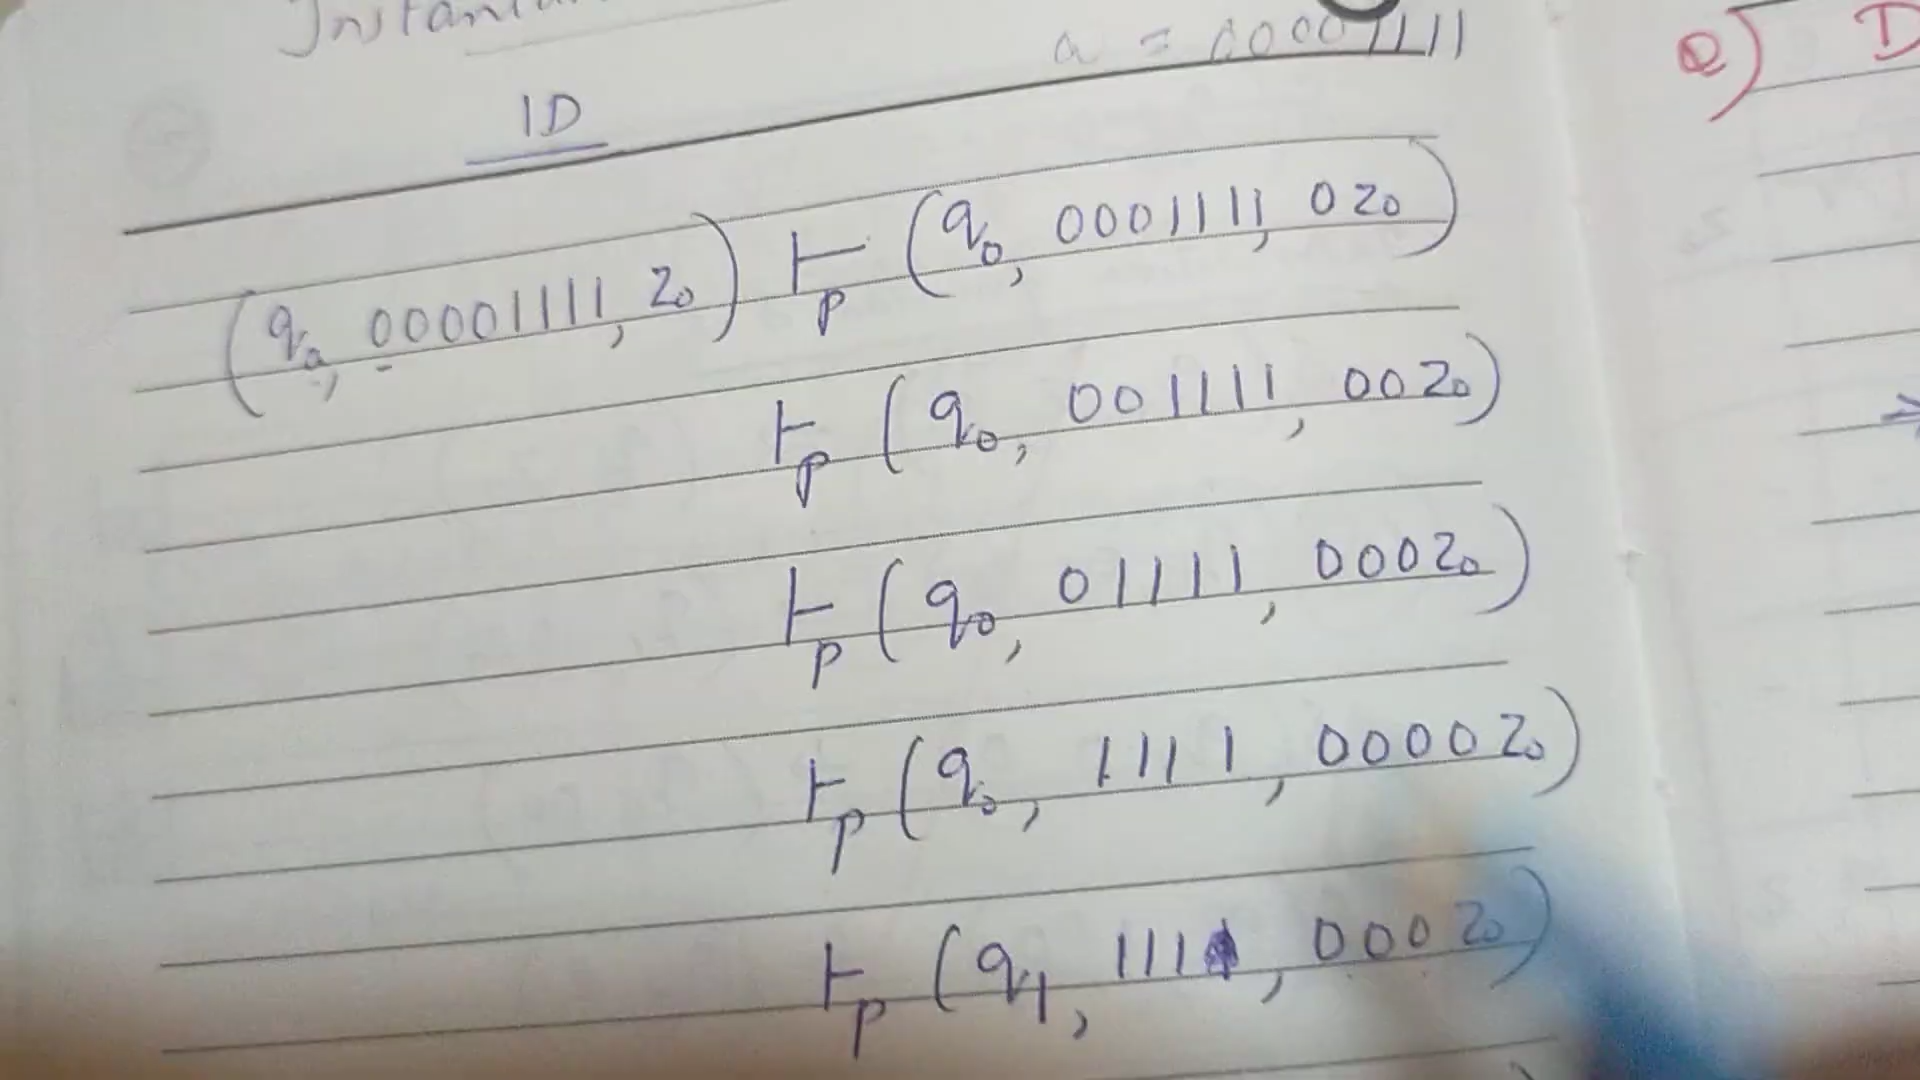 a = 00001111
Q) D
ID
(q₀, 00001111, z₀) ⊢p (q₀, 0001111, 0z₀)
⊢p (q₀, 001111, 00z₀)
⊢p (q₀, 01111, 000z₀)
⊢p (q₀, 1111, 0000z₀)
⊢p (q₁, 111, 000z₀)